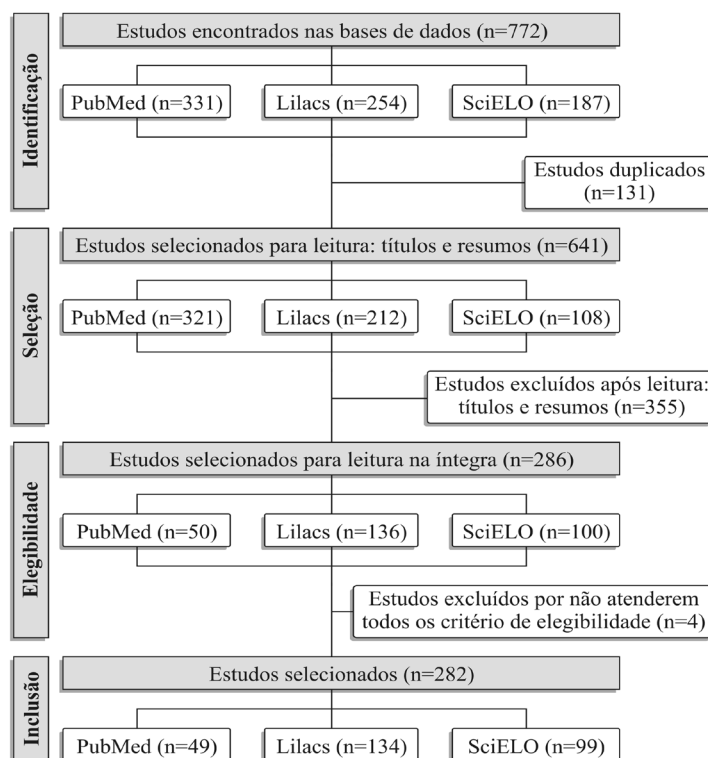 Identificação
Estudos encontrados nas bases de dados (n=772)
PubMed (n=331)
Lilacs (n=254)
SciELO (n=187)
Estudos duplicados
(n=131)
Seleção
Estudos selecionados para leitura: títulos e resumos (n=641)
PubMed (n=321)
Lilacs (n=212)
SciELO (n=108)
Estudos excluídos após leitura:
títulos e resumos (n=355)
Elegibilidade
Estudos selecionados para leitura na íntegra (n=286)
PubMed (n=50)
Lilacs (n=136)
SciELO (n=100)
Estudos excluídos por não atenderem
todos os critério de elegibilidade (n=4)
Inclusão
Estudos selecionados (n=282)
PubMed (n=49)
Lilacs (n=134)
SciELO (n=99)